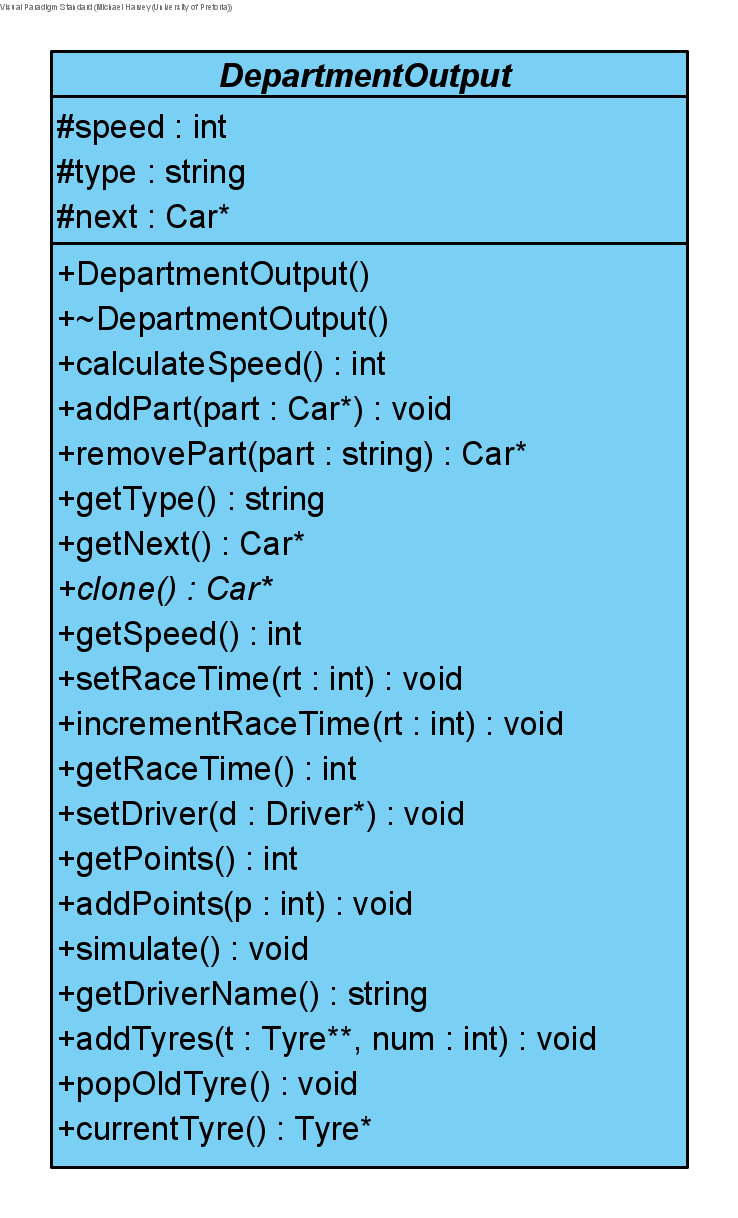 Visual Paradigm Standard (Michael Harvey (University of Pretoria))
DepartmentOutput
#speed : int
#type : string
#next : Car*
+DepartmentOutput()
+~DepartmentOutput()
+calculateSpeed() : int
+addPart(part : Car*) : void
+removePart(part : string) : Car*
+getType() : string
+getNext() : Car*
+clone() : Car*
+getSpeed() : int
+setRaceTime(rt : int) : void
+incrementRaceTime(rt : int) : void
+getRaceTime() : int
+setDriver(d : Driver*) : void
+getPoints() : int
+addPoints(p : int) : void
+simulate() : void
+getDriverName() : string
+addTyres(t : Tyre**, num : int) : void
+popOldTyre() : void
+currentTyre() : Tyre*